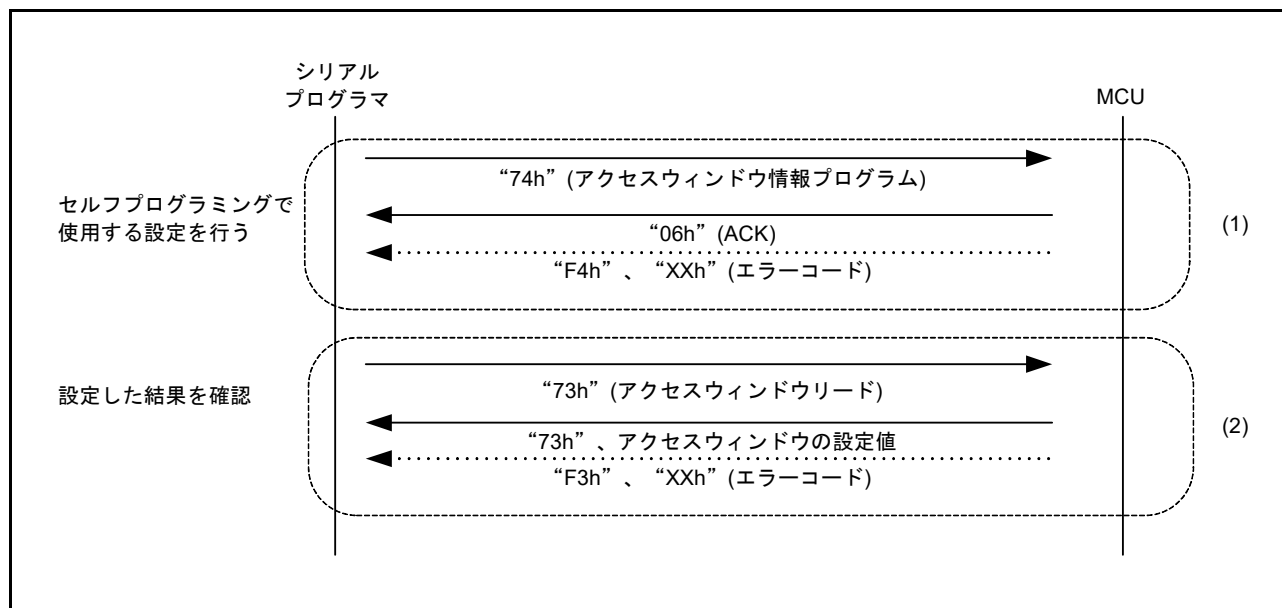 シリアル
プログラマ
MCU
“74h” (アクセスウィンドウ情報プログラム)
セルフプログラミングで
使用する設定を行う
“06h” (ACK)
(1)
“F4h” 、 “XXh” (エラーコード)
“73h” (アクセスウィンドウリード)
設定した結果を確認
“73h”、アクセスウィンドウの設定値
(2)
“F3h” 、 “XXh” (エラーコード)